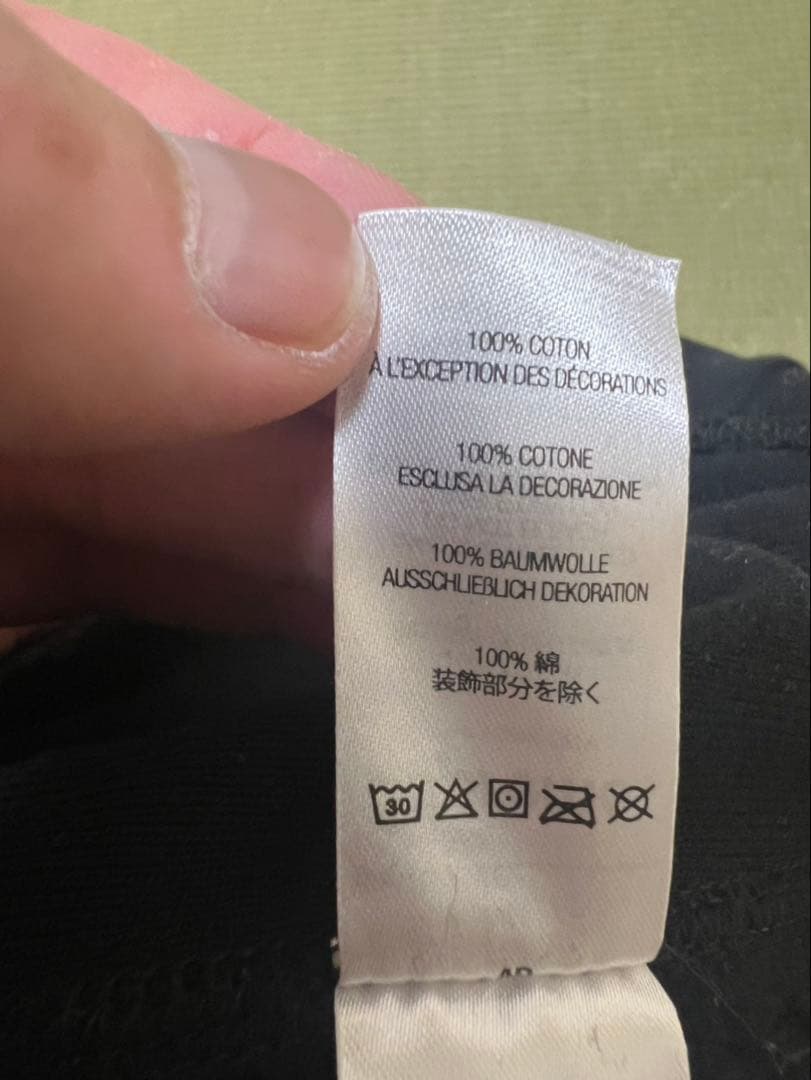 100% COTON
À L'EXCEPTION DES DÉCORATIONS
100% COTONE
ESCLUSA LA DECORAZIONE
100% BAUMWOLLE
AUSSCHLIEßLICH DEKORATION
100% 綿
装飾部分を除く
30